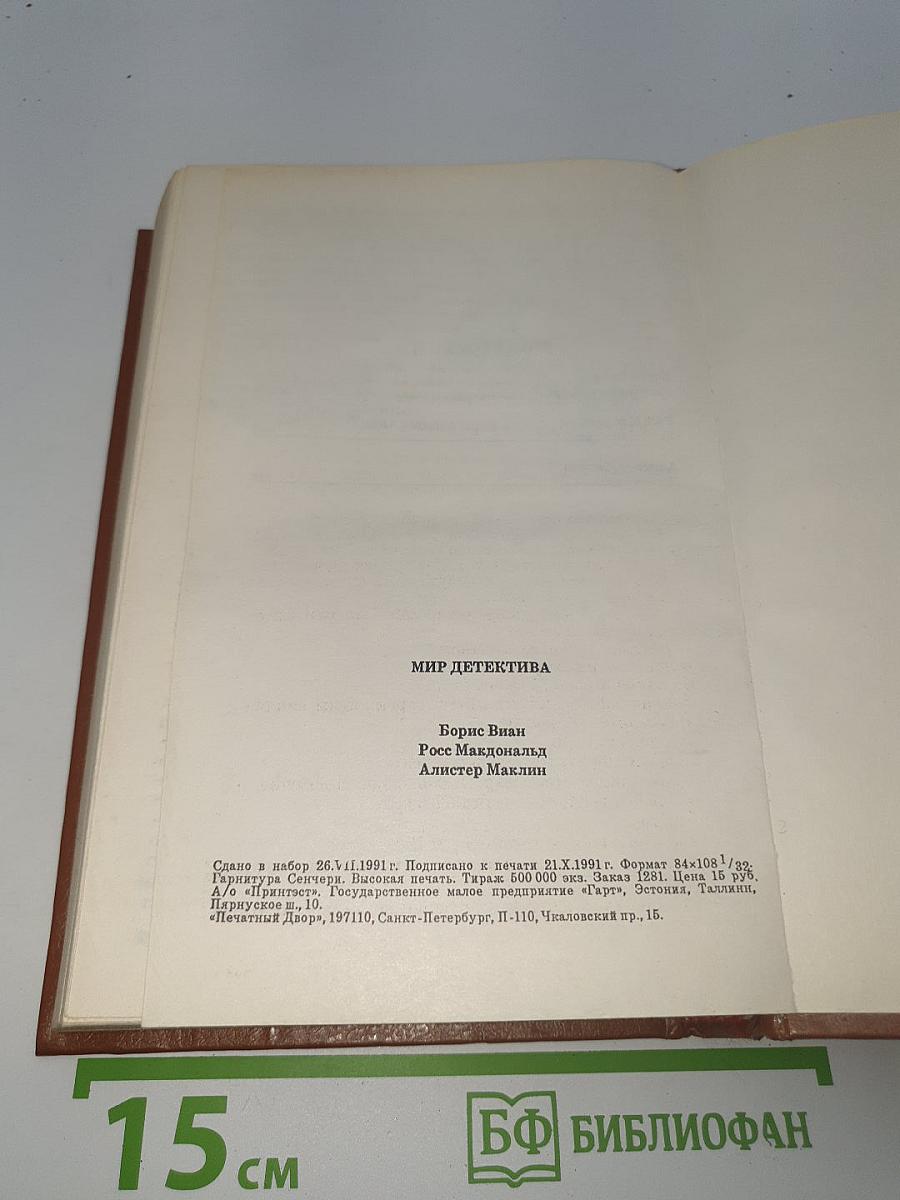 МИР ДЕТЕКТИВА
Борис Виан
Росс Макдональд
Алистер Маклин
Сдано в набор 26.VII.1991 г. Подписано к печати 21.X.1991 г. Формат 84×108 1/32.
Гарнитура Сенчери. Высокая печать. Тираж 500 000 экз. Заказ 1281. Цена 15 руб.
А/о «Принтэст». Государственное малое предприятие «Гарт», Эстония, Таллинн,
Пярнуское ш., 10.
«Печатный Двор», 197110, Санкт-Петербург, П-110, Чкаловский пр., 15.
15 см
БФ БИБЛИОФАН